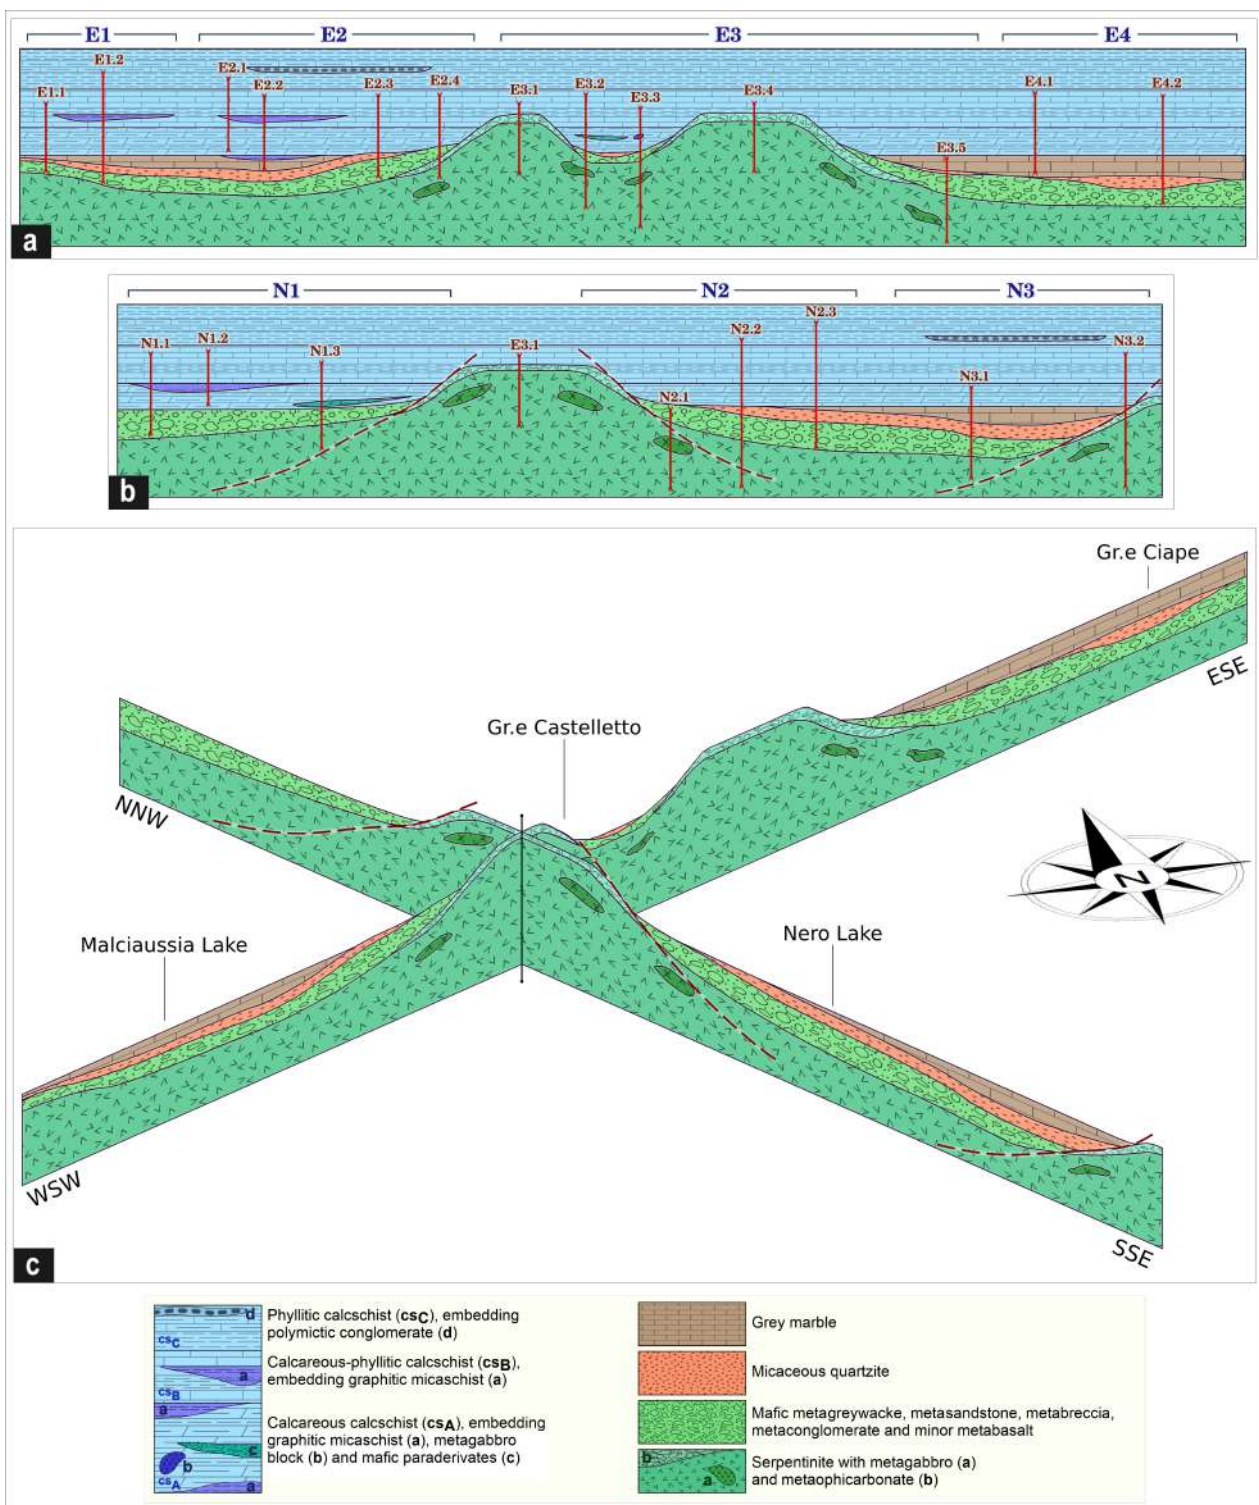 E1 E2 E3 E4
E1.2
E2.1
E1.1 E2.2 E2.3 E2.4 E3.1 E3.2 E3.3 E3.4 E4.1 E4.2
E3.5
a
N1 N2 N3
N1.1 N1.2 N1.3 E3.1 N2.1 N2.2 N2.3 N3.1 N3.2
b
Gr.e Ciape
ESE
Gr.e Castelletto
NNW
N
Malciaussia Lake
Nero Lake
WSW
SSE
c
d
csC
a
csB
a
c
b
csA
a
Phyllitic calcschist (csC), embedding
polymictic conglomerate (d)
Calcareous-phyllitic calcschist (csB),
embedding graphitic micaschist (a)
Calcareous calcschist (csA), embedding
graphitic micaschist (a), metagabbro
block (b) and mafic paraderivates (c)
Grey marble
Micaceous quartzite
Mafic metagreywacke, metasandstone, metabreccia,
metaconglomerate and minor metabasalt
b
a
Serpentinite with metagabbro (a)
and metaophicarbonate (b)